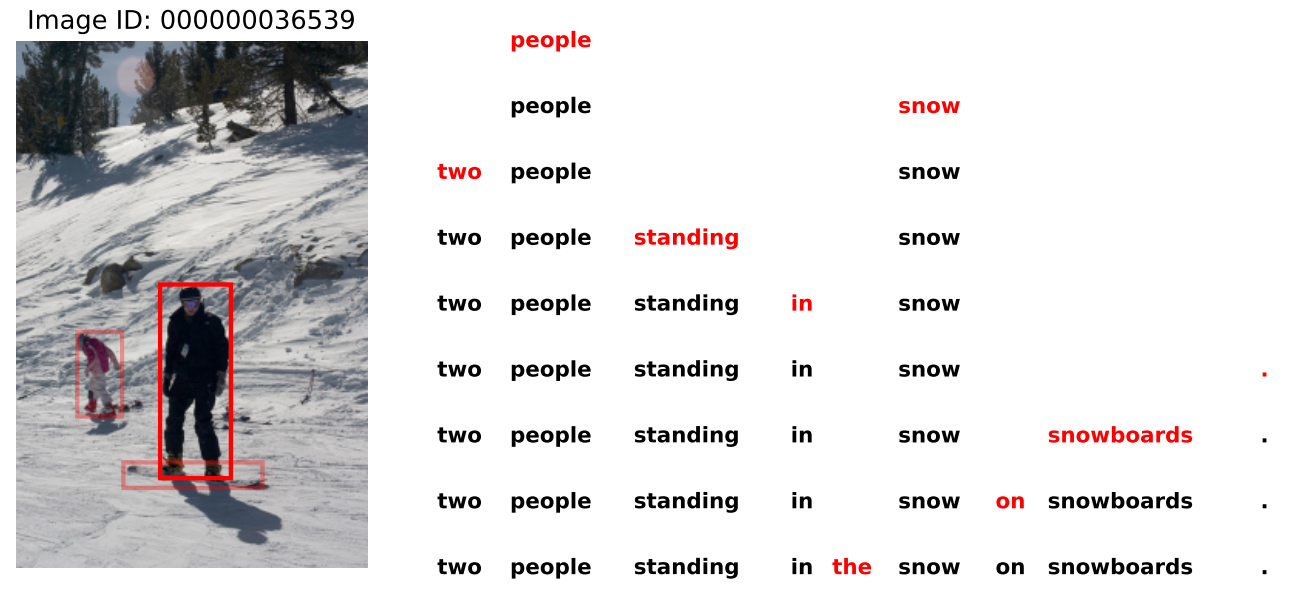 Image ID: 000000036539
people
people snow
two people snow
two people standing snow
two people standing in snow
two people standing in snow .
two people standing in snow snowboards .
two people standing in snow on snowboards .
two people standing in the snow on snowboards .